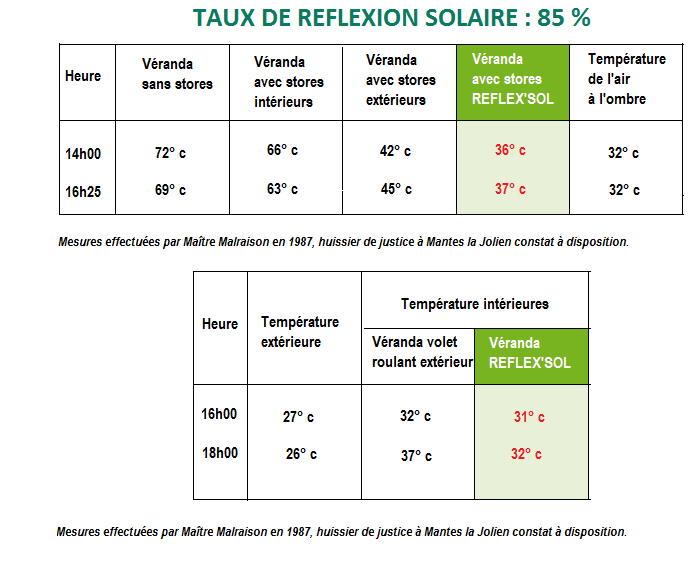 TAUX DE REFLEXION SOLAIRE : 85 %
Heure
Véranda
sans stores
Véranda
avec stores
intérieurs
Véranda
avec stores
extérieurs
Véranda
avec stores
REFLEX'SOL
Température
de l'air
à l'ombre
14h00 72° c 66° c 42° c 36° c 32° c
16h25 69° c 63° c 45° c 37° c 32° c
Mesures effectuées par Maître Malraison en 1987, huissier de justice à Mantes la Jolien constat à disposition.
Heure
Température
extérieure
Température intérieures
Véranda volet
roulant extérieur
Véranda
REFLEX'SOL
16h00 27° c 32° c 31° c
18h00 26° c 37° c 32° c
Mesures effectuées par Maître Malraison en 1987, huissier de justice à Mantes la Jolien constat à disposition.